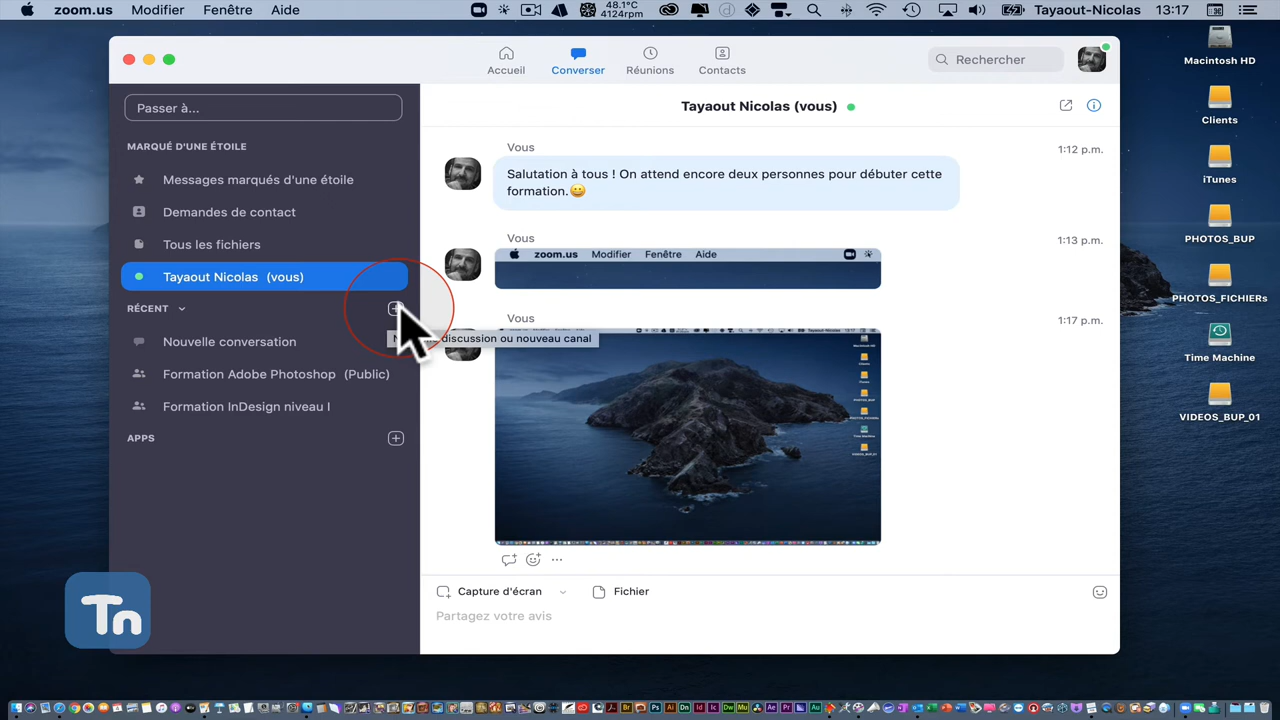 zoom.us Modifier Fenêtre Aide
48.1°C
4124rpm
Tayaout-Nicolas 13:17
Accueil
Converser
Réunions
Contacts
Rechercher
Passer à...
MARQUÉ D'UNE ÉTOILE
Messages marqués d'une étoile
Demandes de contact
Tous les fichiers
Tayaout Nicolas (vous)
RÉCENT
Nouvelle conversation
Formation Adobe Photoshop (Public)
Formation InDesign niveau I
APPS
Tayaout Nicolas (vous)
Vous
1:12 p.m.
Salutation à tous ! On attend encore deux personnes pour débuter cette
formation.😀
Vous
1:13 p.m.
zoom.us Modifier Fenêtre Aide
Vous
1:17 p.m.
discussion ou nouveau canal
Capture d'écran
Fichier
Partagez votre avis
Macintosh HD
Clients
iTunes
PHOTOS_BUP
PHOTOS_FICHIERs
Time Machine
VIDEOS_BUP_01
Tn